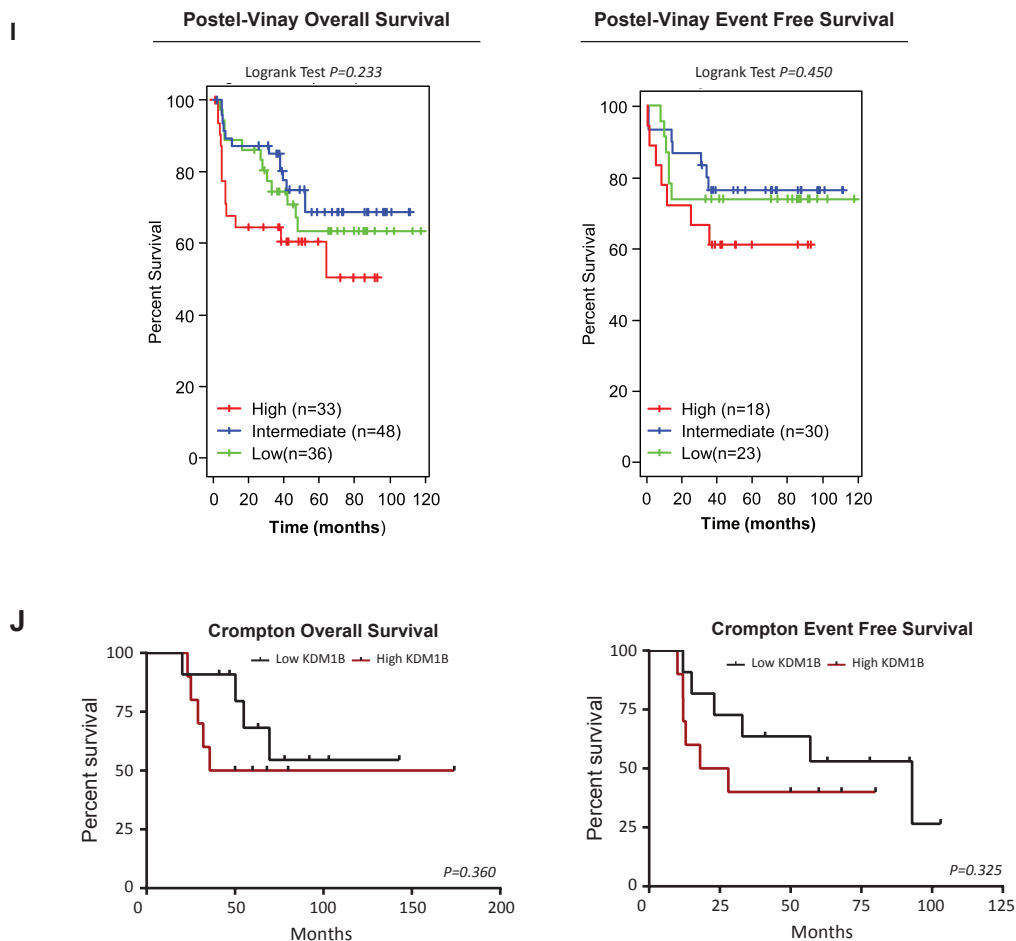 I
Postel-Vinay Overall Survival
Postel-Vinay Event Free Survival
Logrank Test P=0.233
Logrank Test P=0.450
Percent Survival
100
80
60
40
20
0
High (n=33)
Intermediate (n=48)
Low(n=36)
0 20 40 60 80 100 120
Time (months)
Percent Survival
100
80
60
40
20
0
High (n=18)
Intermediate (n=30)
Low(n=23)
0 20 40 60 80 100 120
Time (months)
J
Crompton Overall Survival
Low KDM1B High KDM1B
Percent survival
100
75
50
25
0
P=0.360
0 50 100 150 200
Months
Crompton Event Free Survival
Low KDM1B High KDM1B
Percent survival
100
75
50
25
0
P=0.325
0 25 50 75 100 125
Months